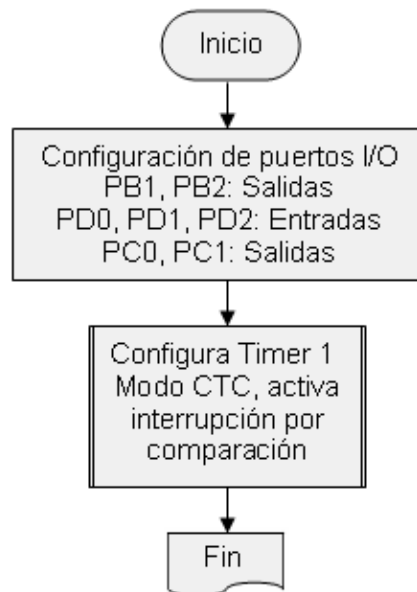 Inicio
Configuración de puertos I/O
PB1, PB2: Salidas
PD0, PD1, PD2: Entradas
PC0, PC1: Salidas
Configura Timer 1
Modo CTC, activa
interrupción por
comparación
Fin